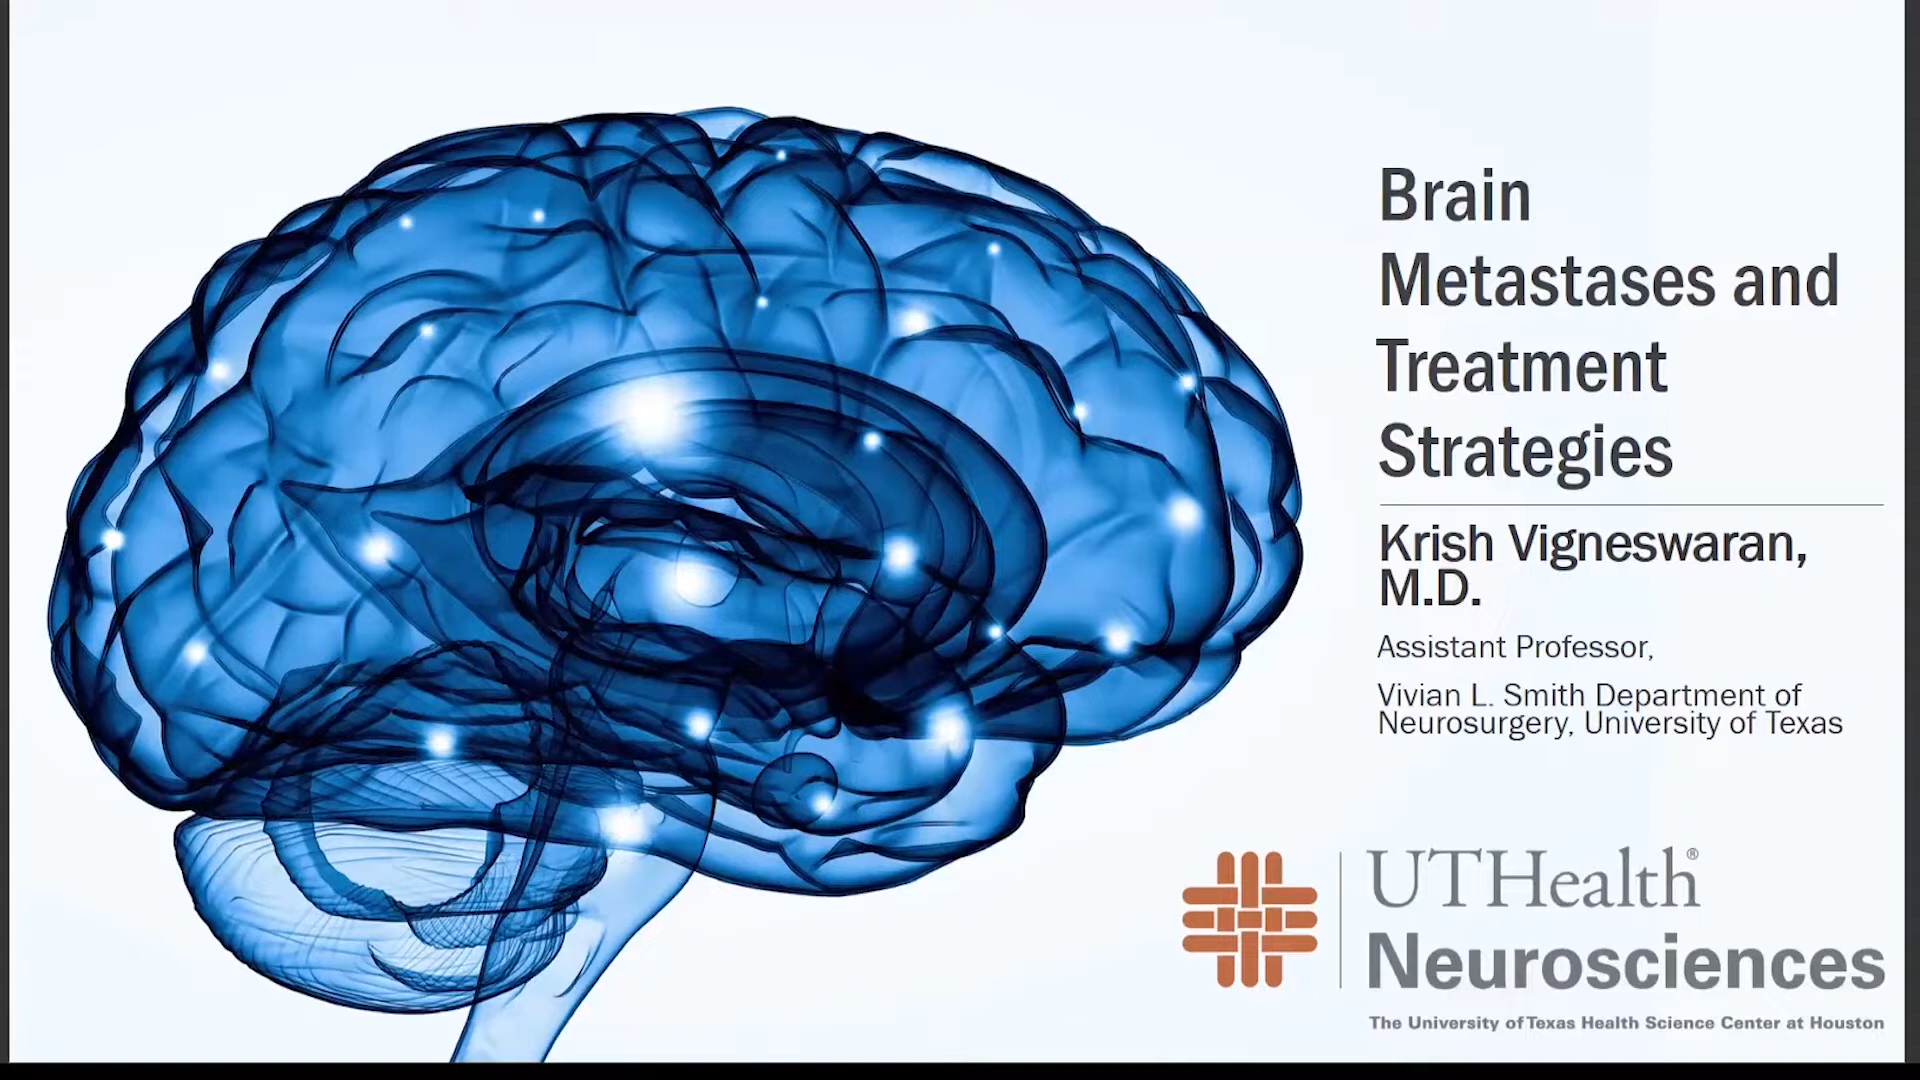 Brain
Metastases and
Treatment
Strategies
Krish Vigneswaran,
M.D.
Assistant Professor,
Vivian L. Smith Department of
Neurosurgery, University of Texas
UTHealth®
Neurosciences
The University of Texas Health Science Center at Houston